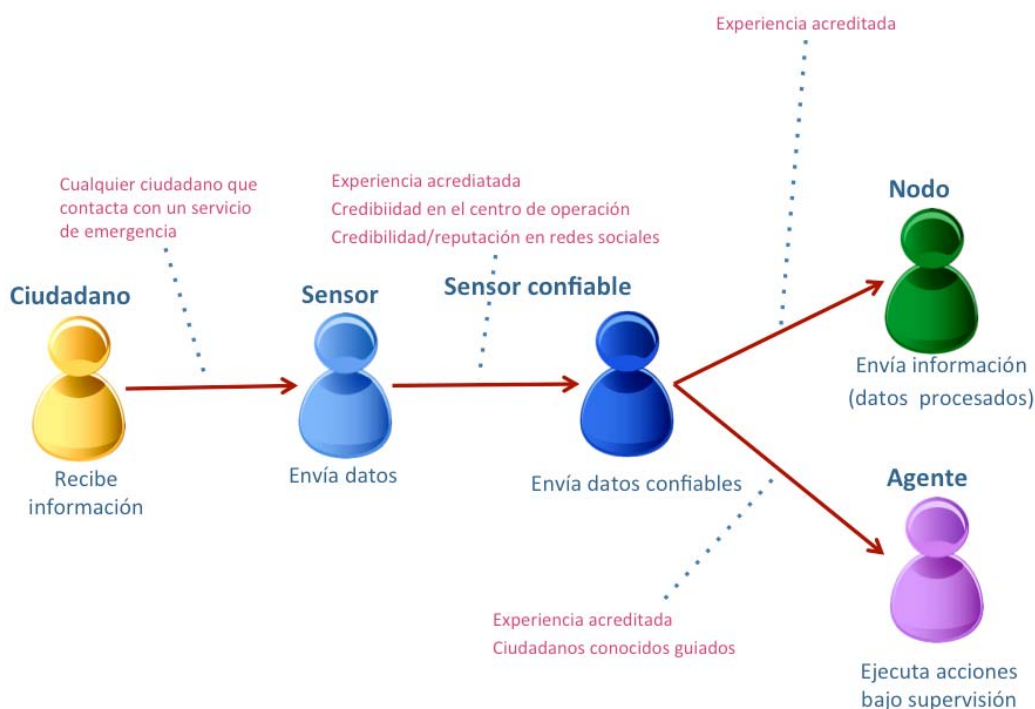 Experiencia acreditada
Cualquier ciudadano que
contacta con un servicio
de emergencia
Experiencia acrediatada
Credibiidad en el centro de operación
Credibilidad/reputación en redes sociales
Nodo
Ciudadano
Sensor
Sensor confiable
Envía información
(datos procesados)
Recibe
información
Envía datos
Envía datos confiables
Agente
Experiencia acreditada
Ciudadanos conocidos guiados
Ejecuta acciones
bajo supervisión